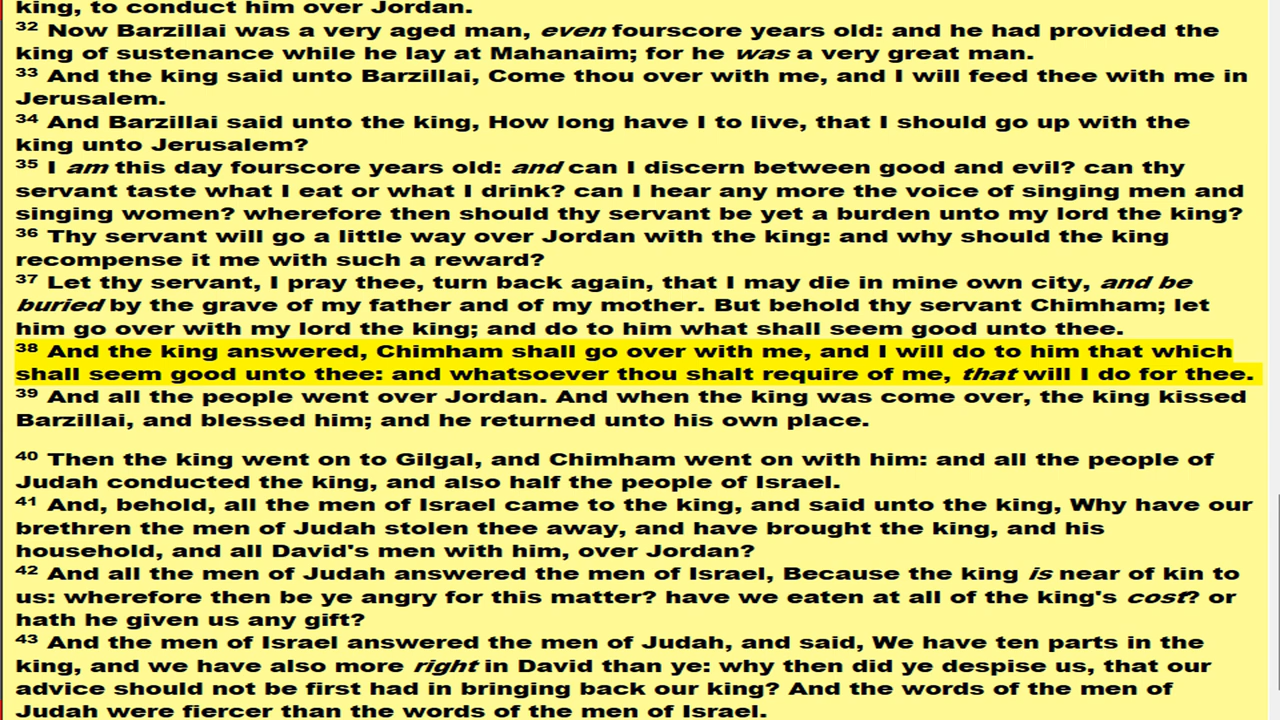 king, to conduct him over Jordan.
32 Now Barzillai was a very aged man, even fourscore years old: and he had provided the
king of sustenance while he lay at Mahanaim; for he was a very great man.
33 And the king said unto Barzillai, Come thou over with me, and I will feed thee with me in
Jerusalem.
34 And Barzillai said unto the king, How long have I to live, that I should go up with the
king unto Jerusalem?
35 I am this day fourscore years old: and can I discern between good and evil? can thy
servant taste what I eat or what I drink? can I hear any more the voice of singing men and
singing women? wherefore then should thy servant be yet a burden unto my lord the king?
36 Thy servant will go a little way over Jordan with the king: and why should the king
recompense it me with such a reward?
37 Let thy servant, I pray thee, turn back again, that I may die in mine own city, and be
buried by the grave of my father and of my mother. But behold thy servant Chimham; let
him go over with my lord the king; and do to him what shall seem good unto thee.
38 And the king answered, Chimham shall go over with me, and I will do to him that which
shall seem good unto thee: and whatsoever thou shalt require of me, that will I do for thee.
39 And all the people went over Jordan. And when the king was come over, the king kissed
Barzillai, and blessed him; and he returned unto his own place.
40 Then the king went on to Gilgal, and Chimham went on with him: and all the people of
Judah conducted the king, and also half the people of Israel.
41 And, behold, all the men of Israel came to the king, and said unto the king, Why have our
brethren the men of Judah stolen thee away, and have brought the king, and his
household, and all David's men with him, over Jordan?
42 And all the men of Judah answered the men of Israel, Because the king is near of kin to
us: wherefore then be ye angry for this matter? have we eaten at all of the king's cost? or
hath he given us any gift?
43 And the men of Israel answered the men of Judah, and said, We have ten parts in the
king, and we have also more right in David than ye: why then did ye despise us, that our
advice should not be first had in bringing back our king? And the words of the men of
Judah were fiercer than the words of the men of Israel.